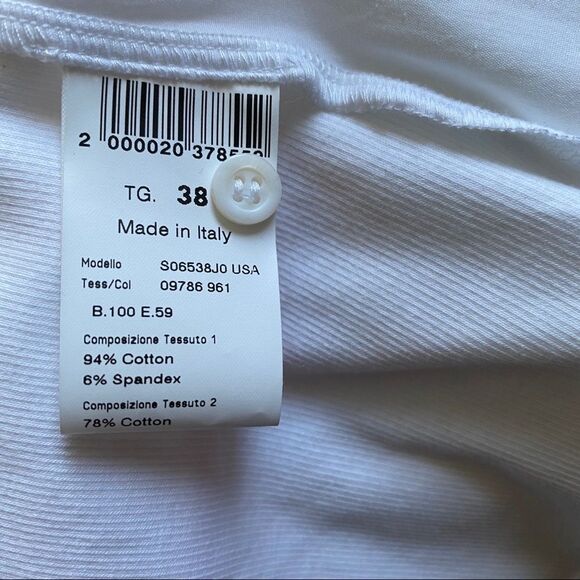 2 000020 378552
TG. 38
Made in Italy
Modello S06538J0 USA
Tess/Col 09786 961
B.100 E.59
Composizione Tessuto 1
94% Cotton
6% Spandex
Composizione Tessuto 2
78% Cotton